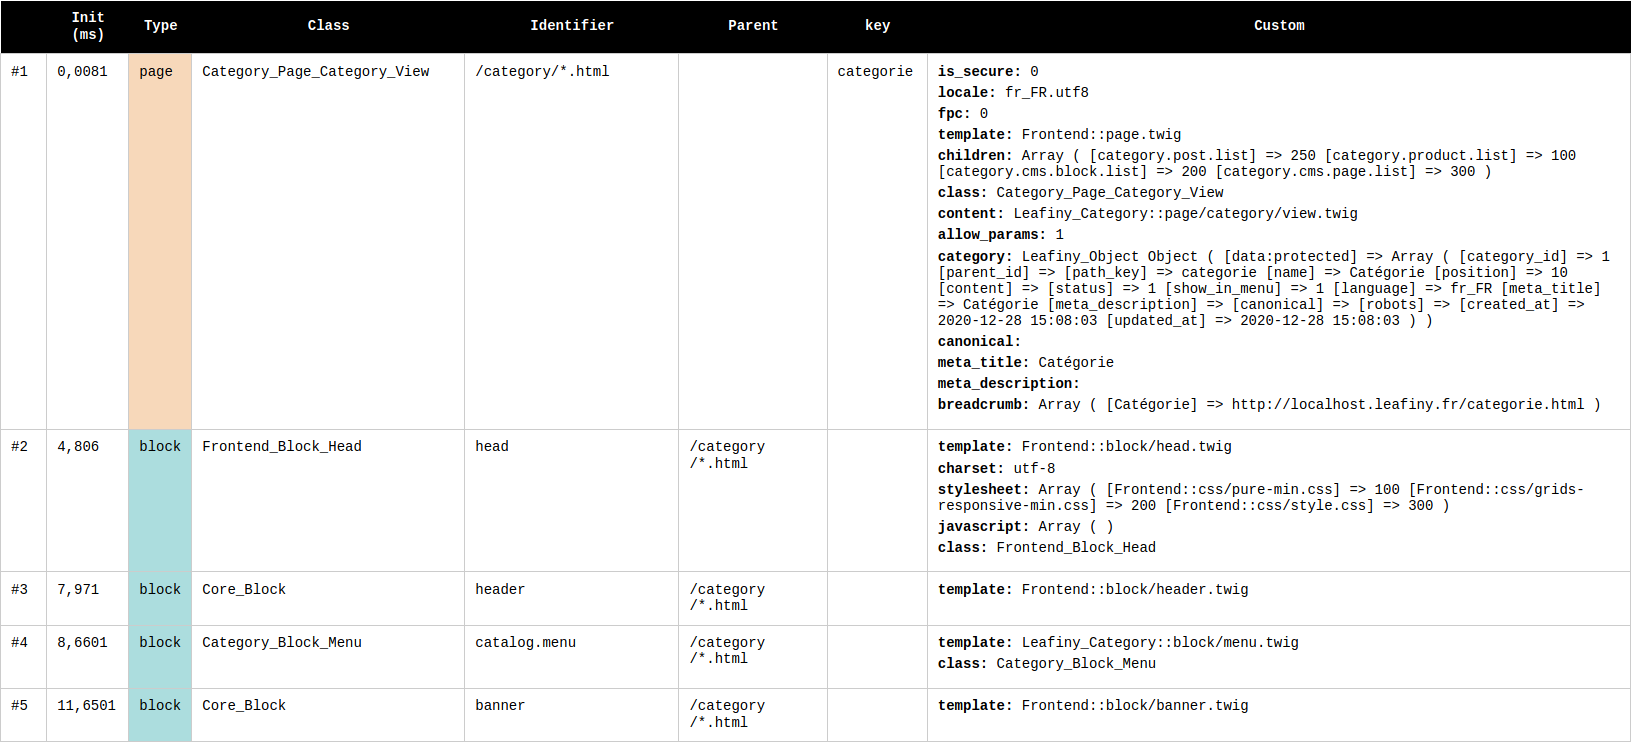 Init (ms) Type Class Identifier Parent key Custom
#1 0,0081 page Category_Page_Category_View /category/*.html categorie is_secure: 0
locale: fr_FR.utf8
fpc: 0
template: Frontend::page.twig
children: Array ( [category.post.list] => 250 [category.product.list] => 100
[category.cms.block.list] => 200 [category.cms.page.list] => 300 )
class: Category_Page_Category_View
content: Leafiny_Category::page/category/view.twig
allow_params: 1
category: Leafiny_Object Object ( [data:protected] => Array ( [category_id] => 1
[parent_id] => [path_key] => categorie [name] => Catégorie [position] => 10
[content] => [status] => 1 [show_in_menu] => 1 [language] => fr_FR [meta_title]
=> Catégorie [meta_description] => [canonical] => [robots] => [created_at] =>
2020-12-28 15:08:03 [updated_at] => 2020-12-28 15:08:03 ) )
canonical:
meta_title: Catégorie
meta_description:
breadcrumb: Array ( [Catégorie] => http://localhost.leafiny.fr/categorie.html )
#2 4,806 block Frontend_Block_Head head /category template: Frontend::block/head.twig
/*.html
charset: utf-8
stylesheet: Array ( [Frontend::css/pure-min.css] => 100 [Frontend::css/grids-
responsive-min.css] => 200 [Frontend::css/style.css] => 300 )
javascript: Array ( )
class: Frontend_Block_Head
#3 7,971 block Core_Block header /category template: Frontend::block/header.twig
/*.html
#4 8,6601 block Category_Block_Menu catalog.menu /category template: Leafiny_Category::block/menu.twig
/*.html class: Category_Block_Menu
#5 11,6501 block Core_Block banner /category template: Frontend::block/banner.twig
/*.html